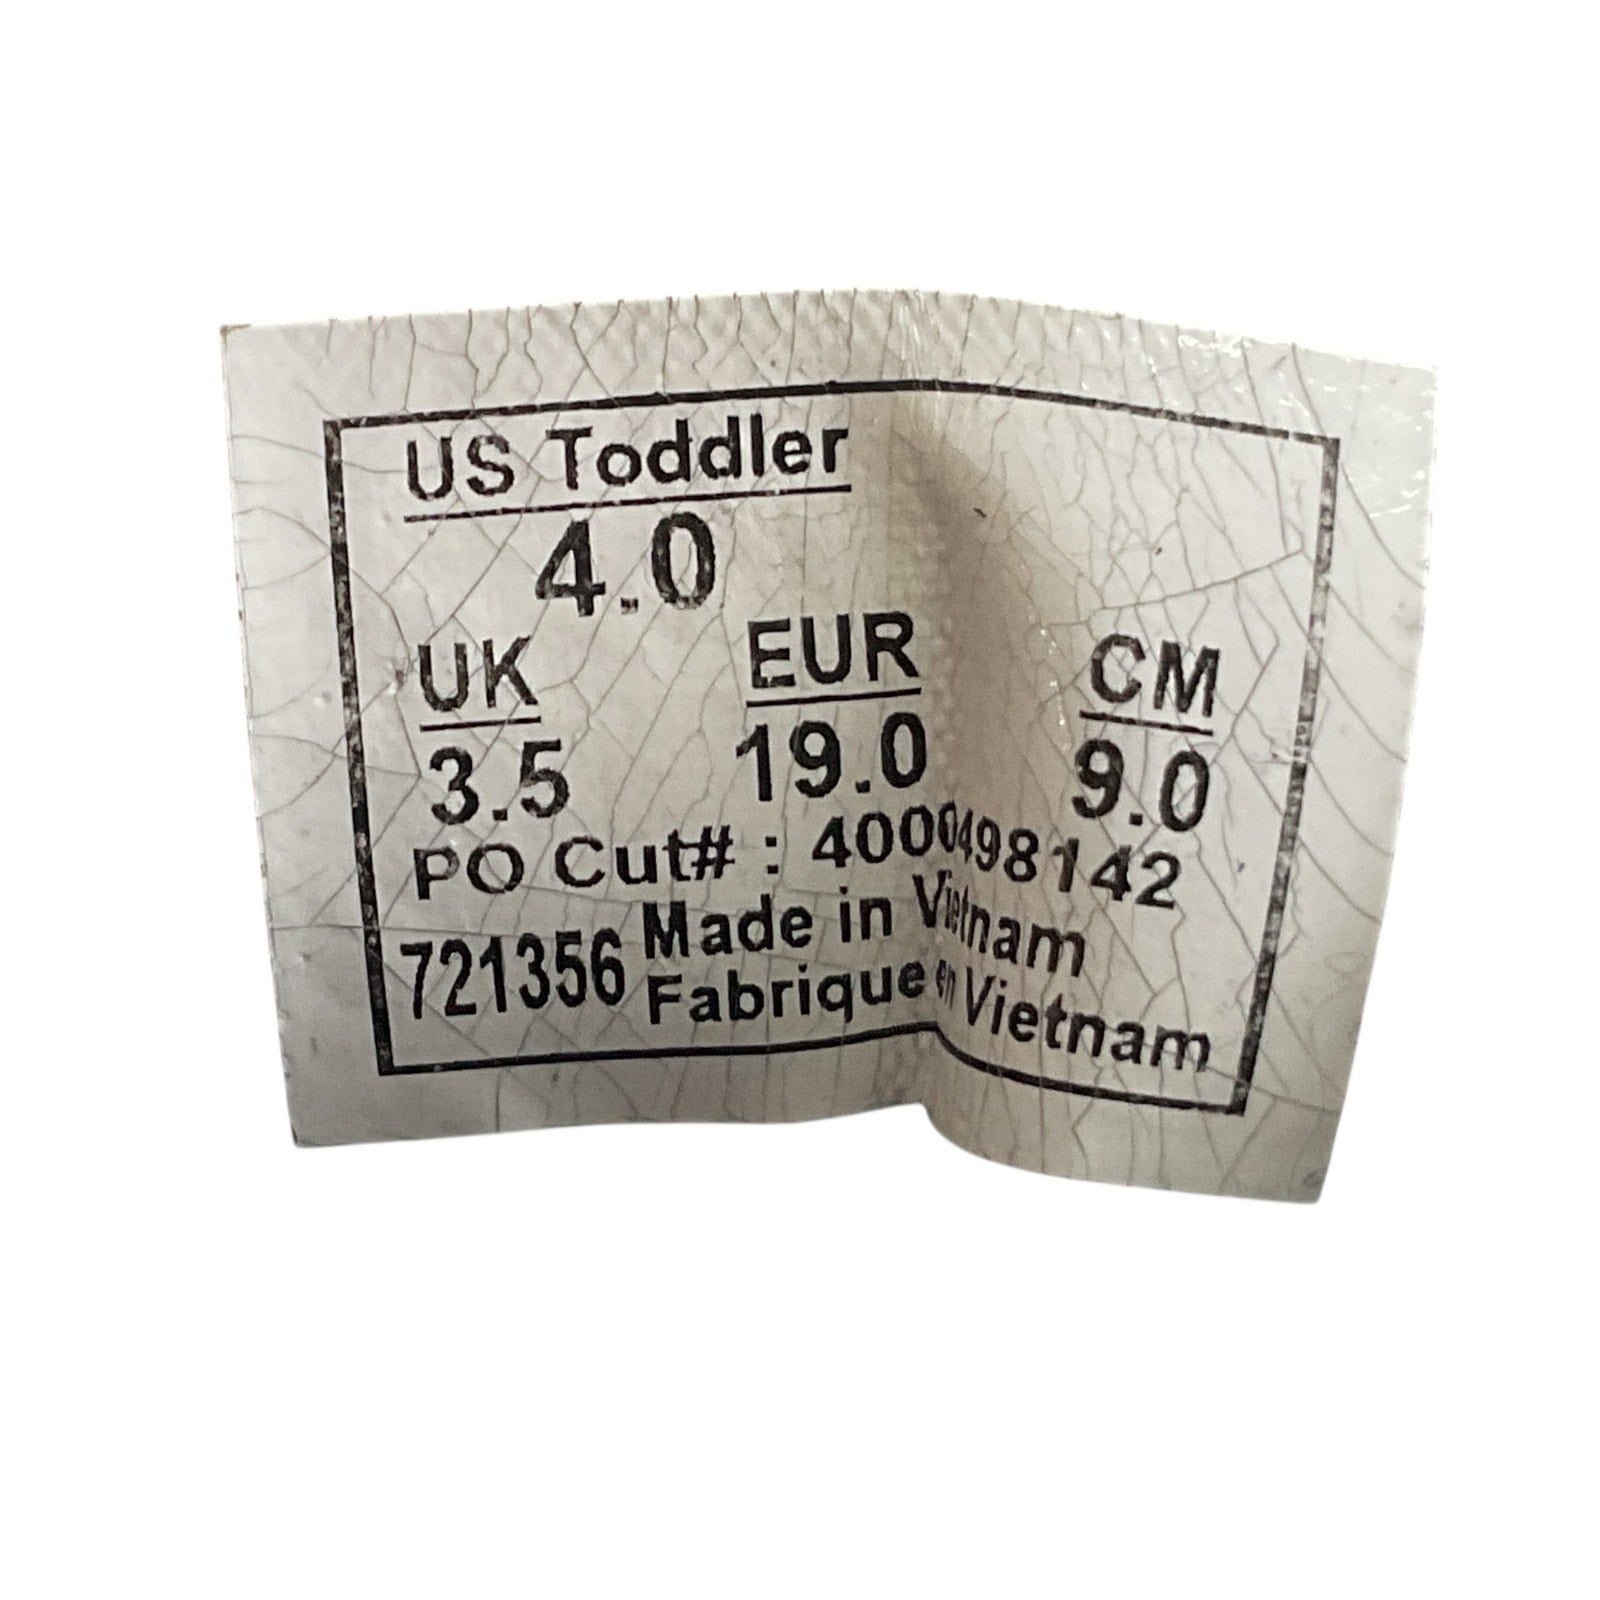 US Toddler
4.0
UK EUR CM
3.5 19.0 9.0
PO Cut# : 4000498142
721356 Made in Vietnam
Fabrique en Vietnam